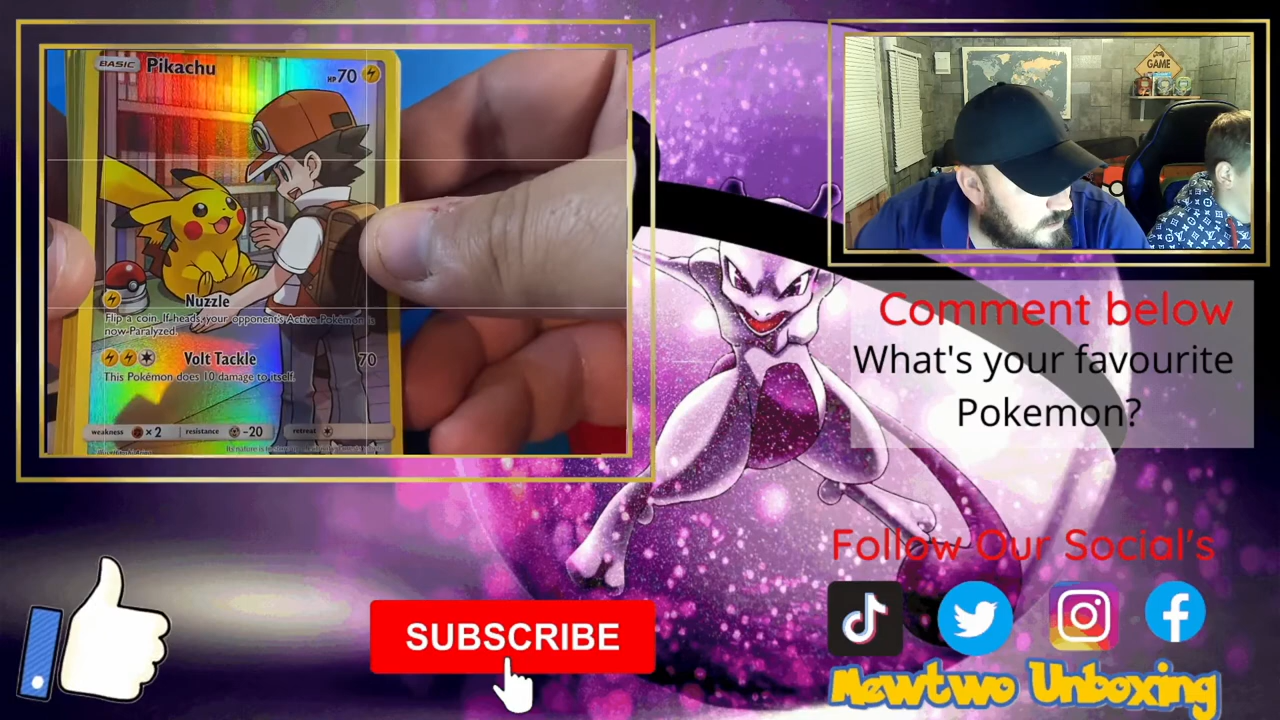 BASIC Pikachu HP70
Nuzzle
Flip a coin. If heads, your opponent's Active Pokémon is
now Paralyzed.
Volt Tackle 70
This Pokémon does 10 damage to itself.
weakness ×2 resistance -20 retreat
GAME
Comment below
What's your favourite
Pokemon?
Follow Our Social's
SUBSCRIBE
Mewtwo Unboxing